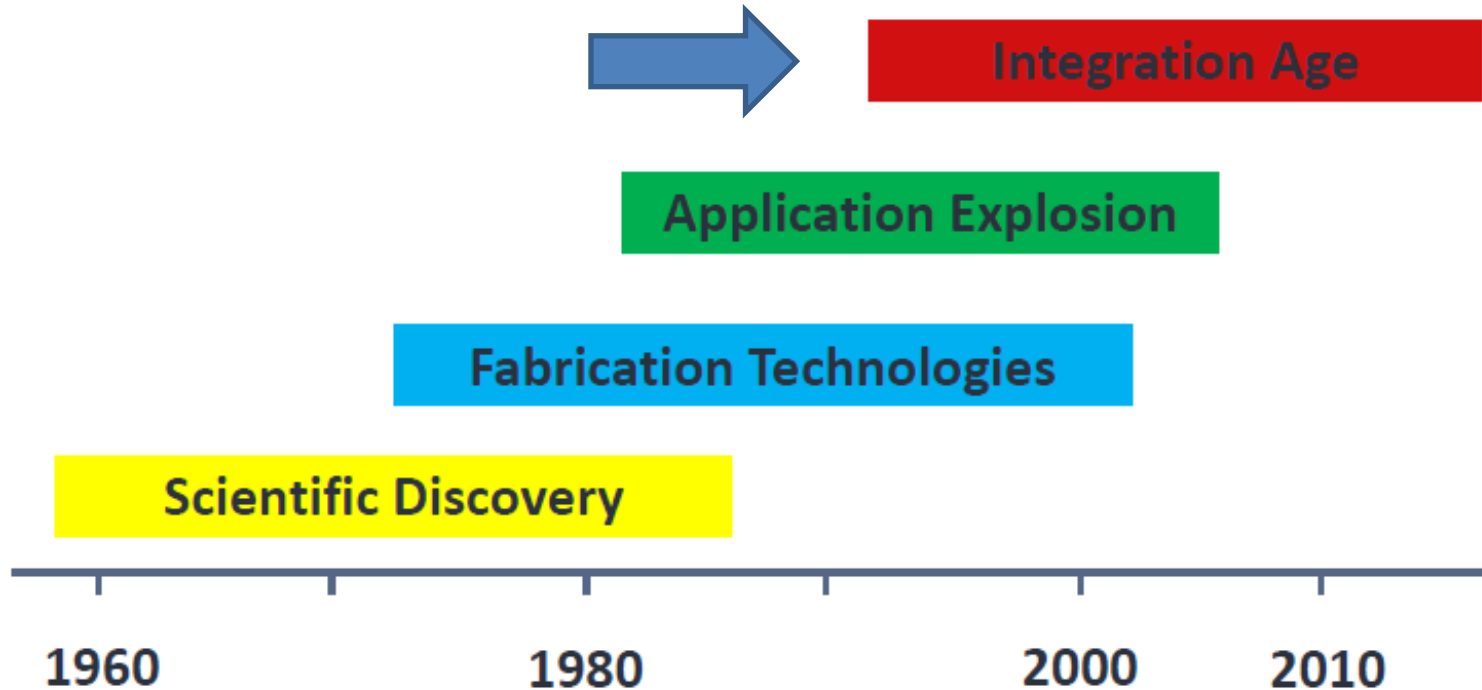 Integration Age
Application Explosion
Fabrication Technologies
Scientific Discovery
1960 1980 2000 2010